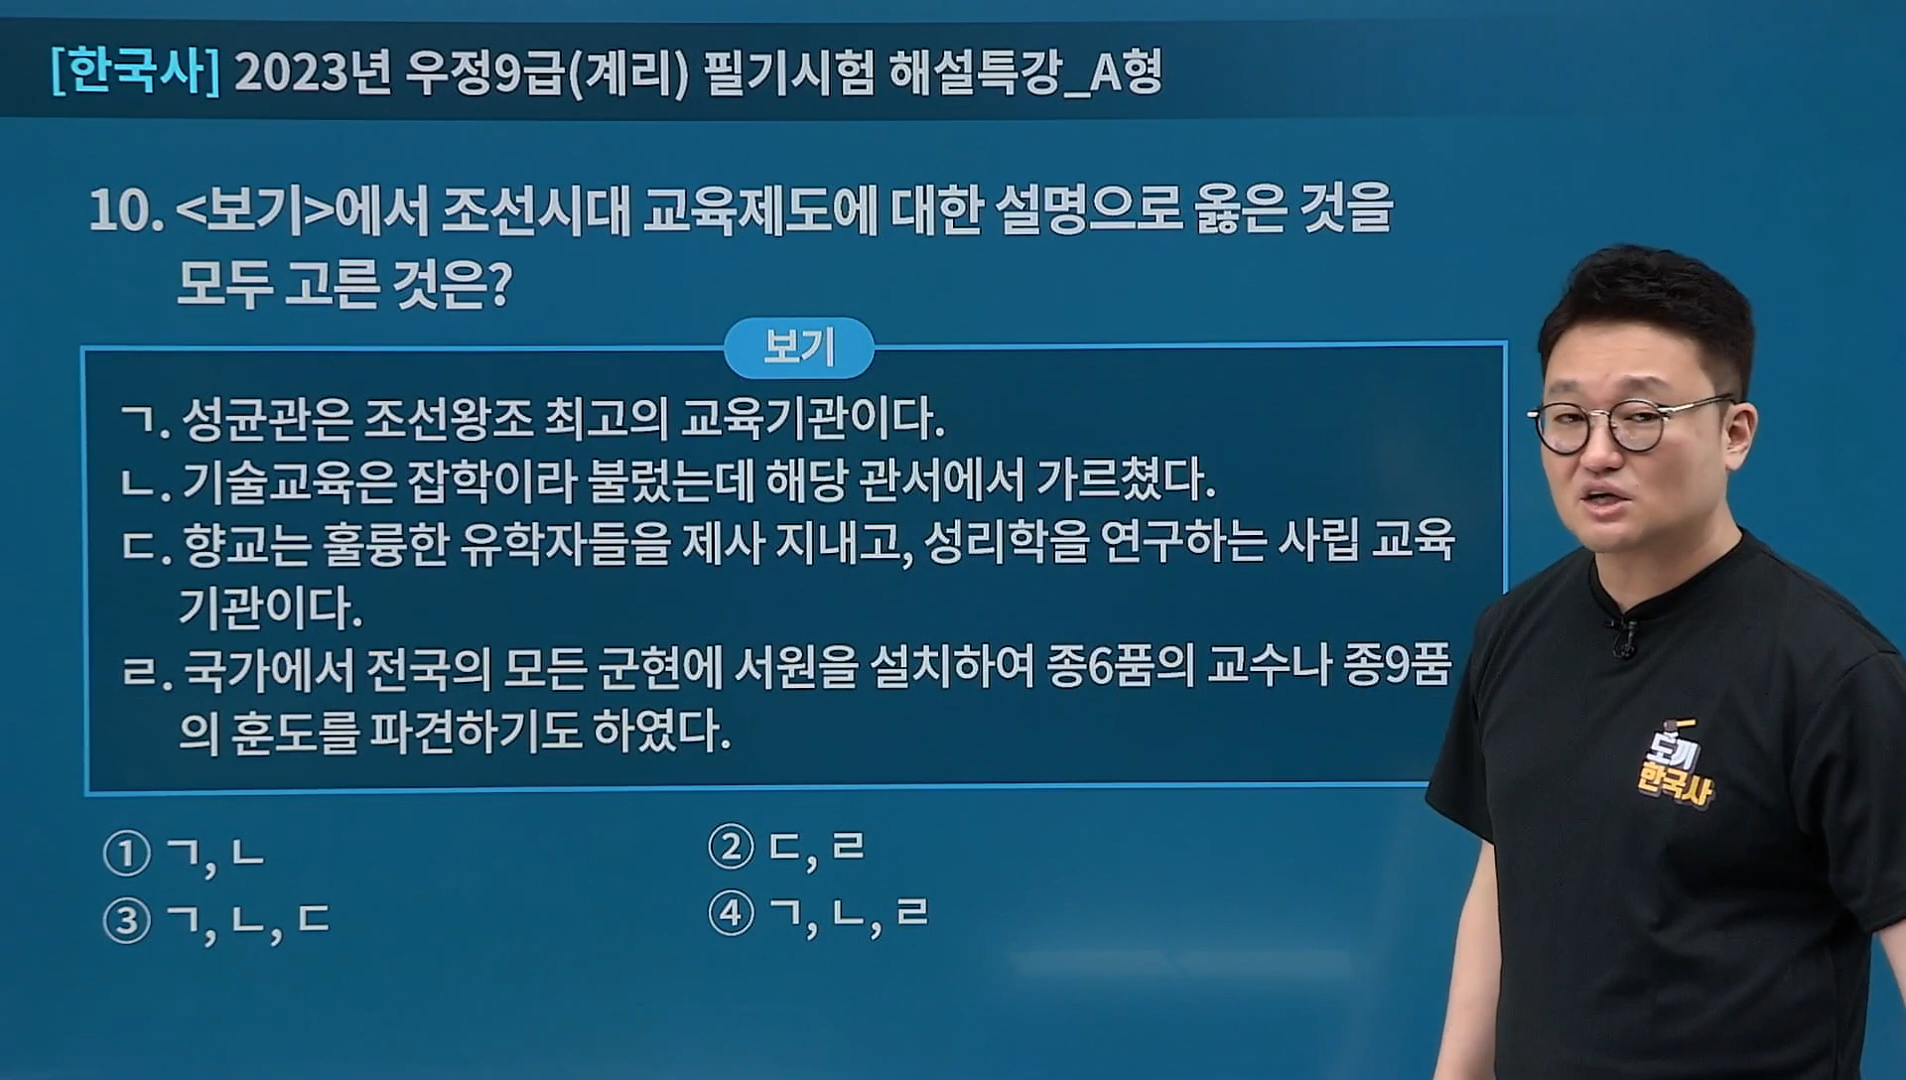 [한국사] 2023년 우정9급(계리) 필기시험 해설특강_A형
10. <보기>에서 조선시대 교육제도에 대한 설명으로 옳은 것을
모두 고른 것은?
보기
ㄱ. 성균관은 조선왕조 최고의 교육기관이다.
ㄴ. 기술교육은 잡학이라 불렀는데 해당 관서에서 가르쳤다.
ㄷ. 향교는 훌륭한 유학자들을 제사 지내고, 성리학을 연구하는 사립 교육
기관이다.
ㄹ. 국가에서 전국의 모든 군현에 서원을 설치하여 종6품의 교수나 종9품
의 훈도를 파견하기도 하였다.
① ㄱ, ㄴ
② ㄷ, ㄹ
③ ㄱ, ㄴ, ㄷ
④ ㄱ, ㄴ, ㄹ
도끼
한국사